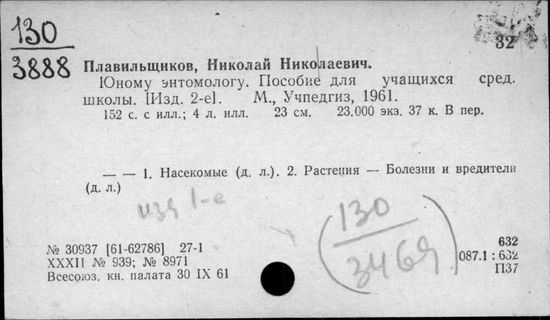 130
3888
32
Плавильщиков, Николай Николаевич.
Юному энтомологу. Пособие для учащихся сред.
школы. [Изд. 2-е]. М., Учпедгиз, 1961.
152 с. с илл.; 4 л. илл. 23 см. 23.000 экз. 37 к. В пер.
— — 1. Насекомые (д. л.). 2. Растения — Болезни и вредители
(д. л.)
изд 1-е
130
3469
№ 30937 [61-62786] 27-1
XXXII № 939; № 8971
Всесоюз. кн. палата 30 IX 61
632
087.1 : 632
П37